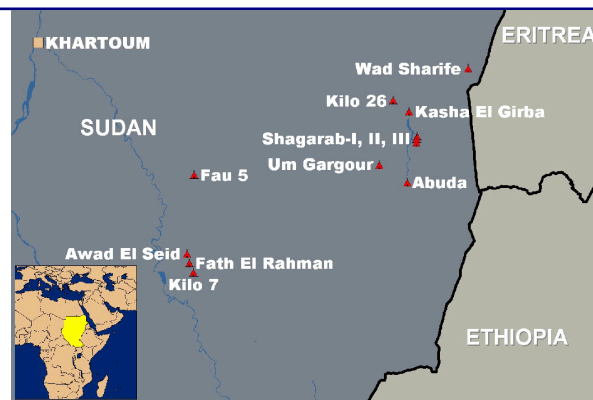 KHARTOUM
ERITREA
Wad Sharife
Kilo 26
Kasha El Girba
SUDAN
Shagarab-I, II, III
Um Gargour
Fau 5
Abuda
Awad El Seid
Fath El Rahman
Kilo 7
ETHIOPIA